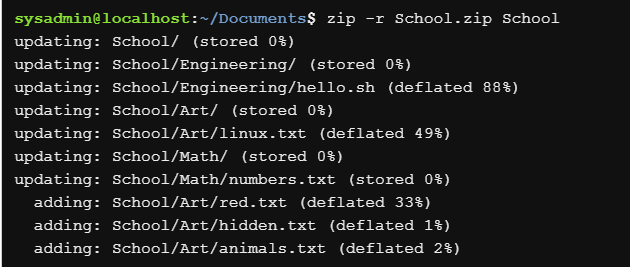 sysadmin@localhost:~/Documents$ zip -r School.zip School
updating: School/ (stored 0%)
updating: School/Engineering/ (stored 0%)
updating: School/Engineering/hello.sh (deflated 88%)
updating: School/Art/ (stored 0%)
updating: School/Art/linux.txt (deflated 49%)
updating: School/Math/ (stored 0%)
updating: School/Math/numbers.txt (stored 0%)
  adding: School/Art/red.txt (deflated 33%)
  adding: School/Art/hidden.txt (deflated 1%)
  adding: School/Art/animals.txt (deflated 2%)